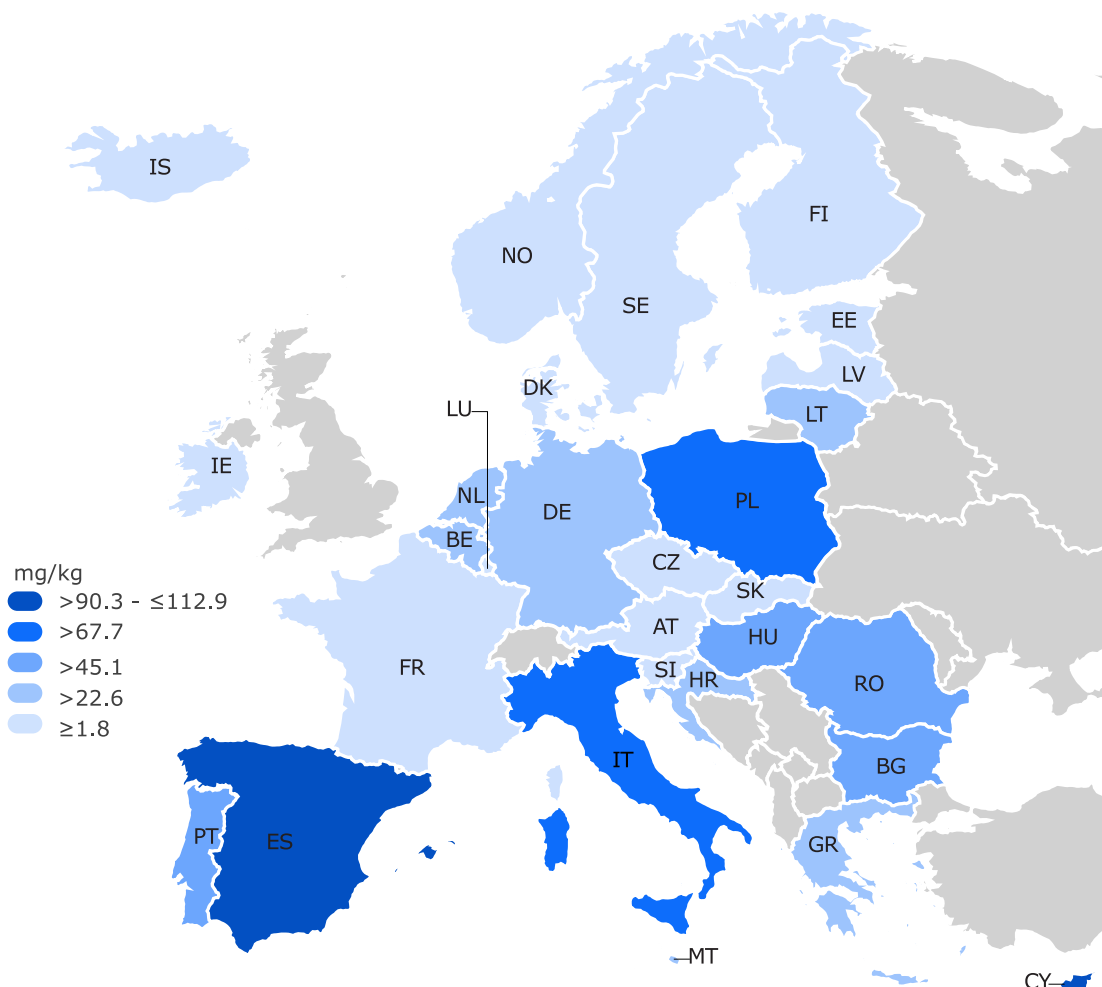 IS
FI
NO
SE
EE
LV
DK
LU
LT
IE
NL
PL
DE
BE
CZ
mg/kg
SK
>90.3 - ≤112.9
AT
>67.7
HU
>45.1
FR
SI
HR
RO
>22.6
≥1.8
IT
BG
PT
ES
GR
MT
CY